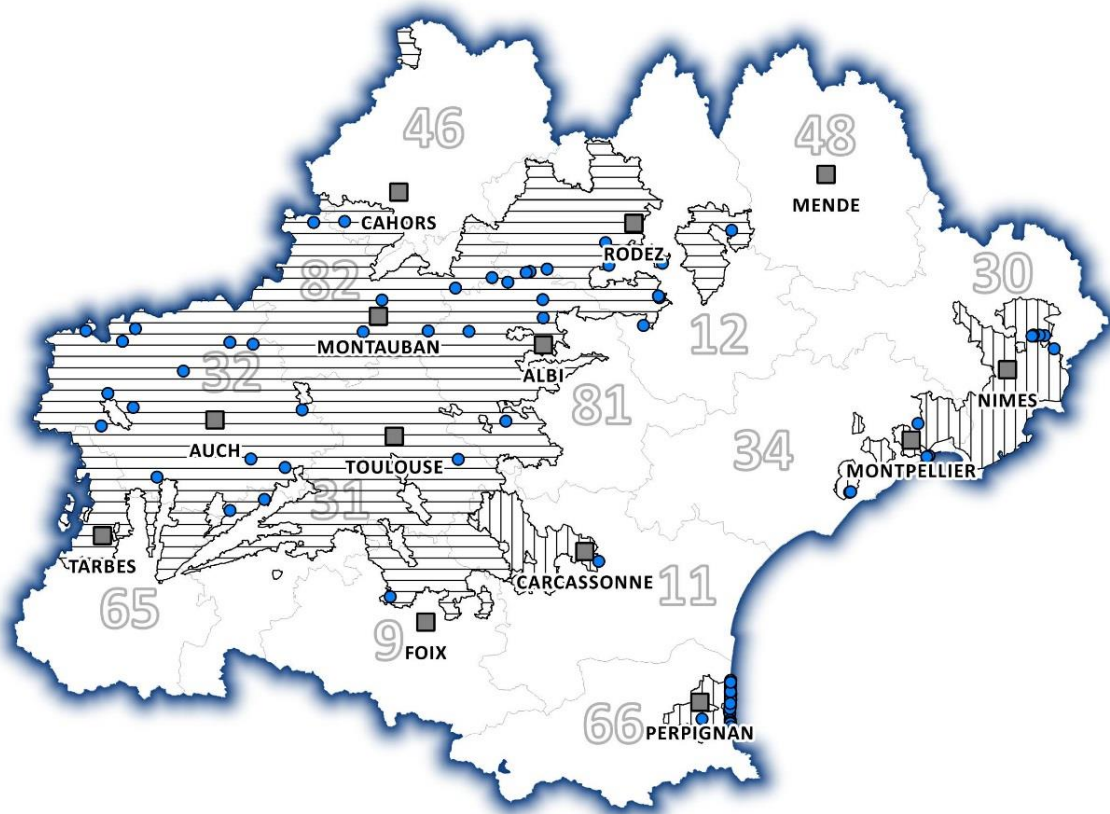 46
48
MENDE
CAHORS
RODEZ
82
30
12
MONTAUBAN
32
ALBI
NIMES
81
AUCH
34
TOULOUSE
MONTPELLIER
31
TARBES
CARCASSONNE
11
65
9
FOIX
66
PERPIGNAN